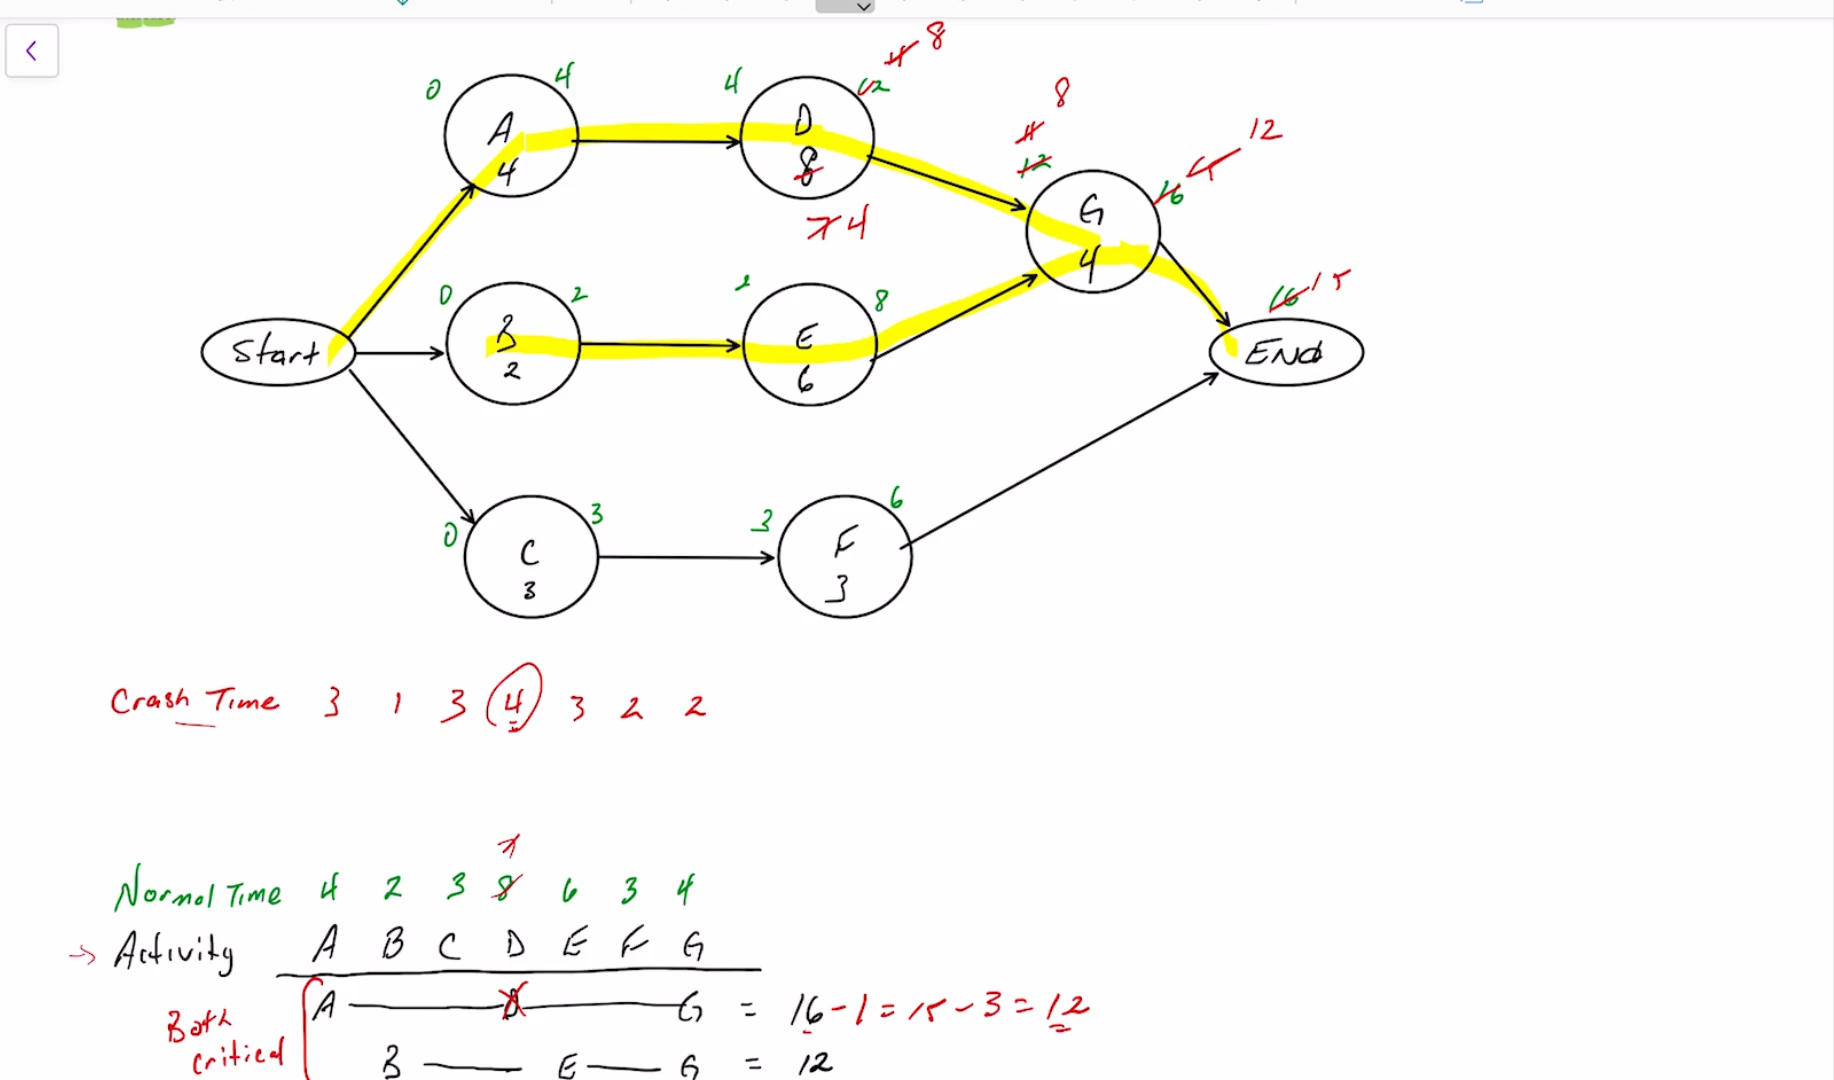 8
4 8
0 4 4 12
A D
4 8
7 4
8
11
12
12
16 15
G
4
16 15
0 2 2 8
B E
2 6
Start
End
0 3 3 6
C F
3 3
Crash Time 3 1 3 4 3 2 2
7
Normal Time 4 2 3 8 6 3 4
→ Activity A B C D E F G
A D G = 16 - 1 = 15 - 3 = 12
Both
critical
B E G = 12